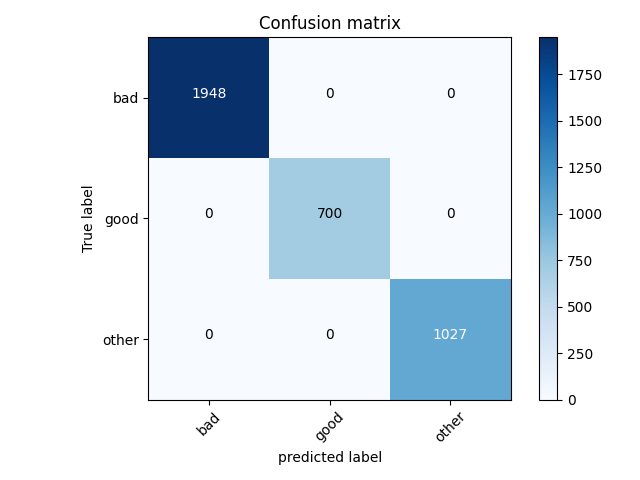 Confusion matrix
bad 1948 0 0
good 0 700 0
other 0 0 1027
bad good other
predicted label
True label
1750
1500
1250
1000
750
500
250
0